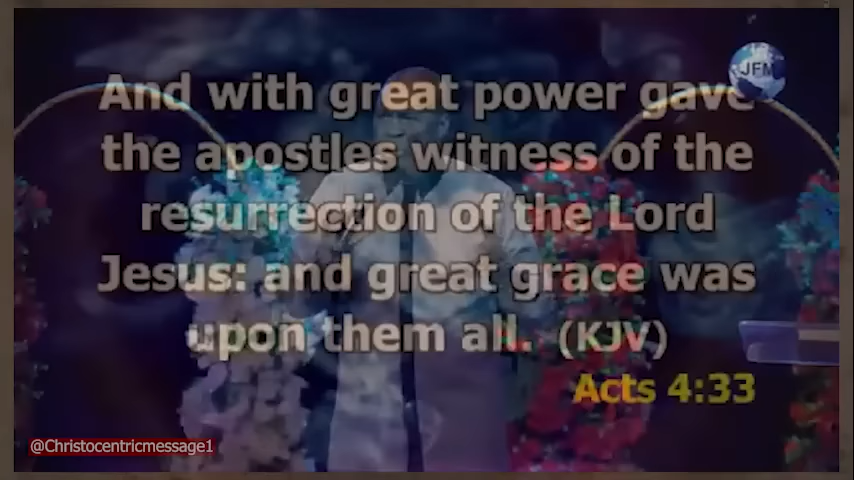 JFM
And with great power gave
the apostles witness of the
resurrection of the Lord
Jesus: and great grace was
upon them all. (KJV)
Acts 4:33
@Christocentricmessage1